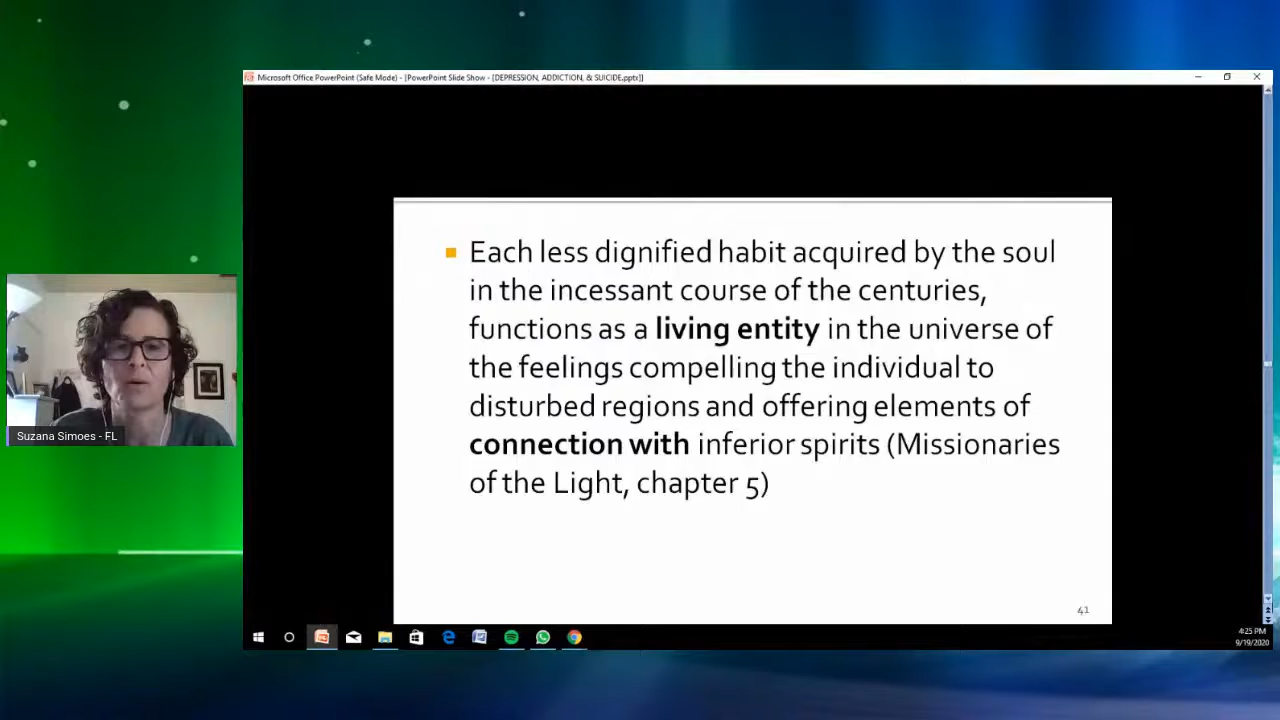 Microsoft Office PowerPoint (Safe Mode) - [PowerPoint Slide Show - [DEPRESSION, ADDICTION, & SUICIDE.pptx]]
Each less dignified habit acquired by the soul
in the incessant course of the centuries,
functions as a living entity in the universe of
the feelings compelling the individual to
disturbed regions and offering elements of
connection with inferior spirits (Missionaries
of the Light, chapter 5)
Suzana Simoes - FL
41
4:25 PM
9/19/2020